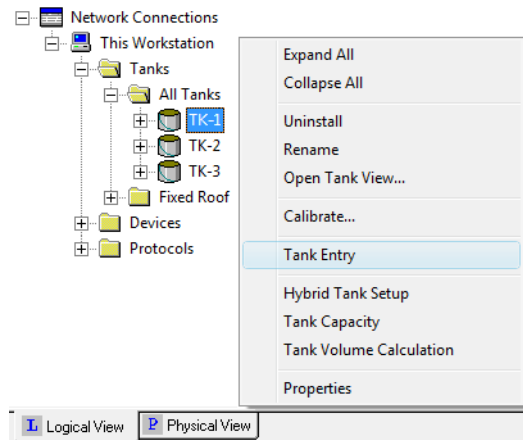 Network Connections
This Workstation
Tanks
All Tanks
TK-1
TK-2
TK-3
Fixed Roof
Devices
Protocols
Expand All
Collapse All
Uninstall
Rename
Open Tank View...
Calibrate...
Tank Entry
Hybrid Tank Setup
Tank Capacity
Tank Volume Calculation
Properties
L Logical View
P Physical View